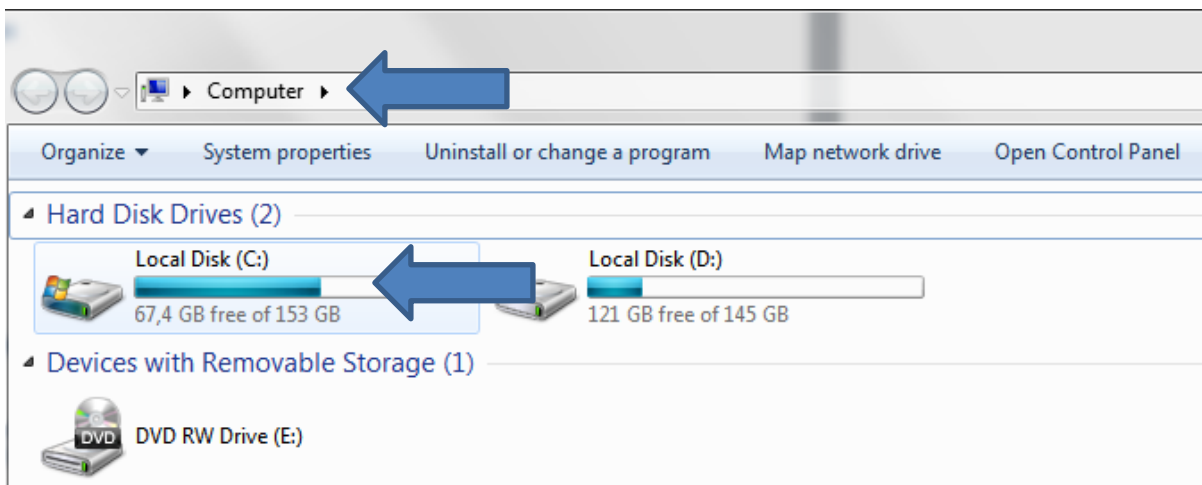 Computer
Organize System properties Uninstall or change a program Map network drive Open Control Panel
Hard Disk Drives (2)
Local Disk (C:) Local Disk (D:)
67,4 GB free of 153 GB 121 GB free of 145 GB
Devices with Removable Storage (1)
DVD DVD RW Drive (E:)